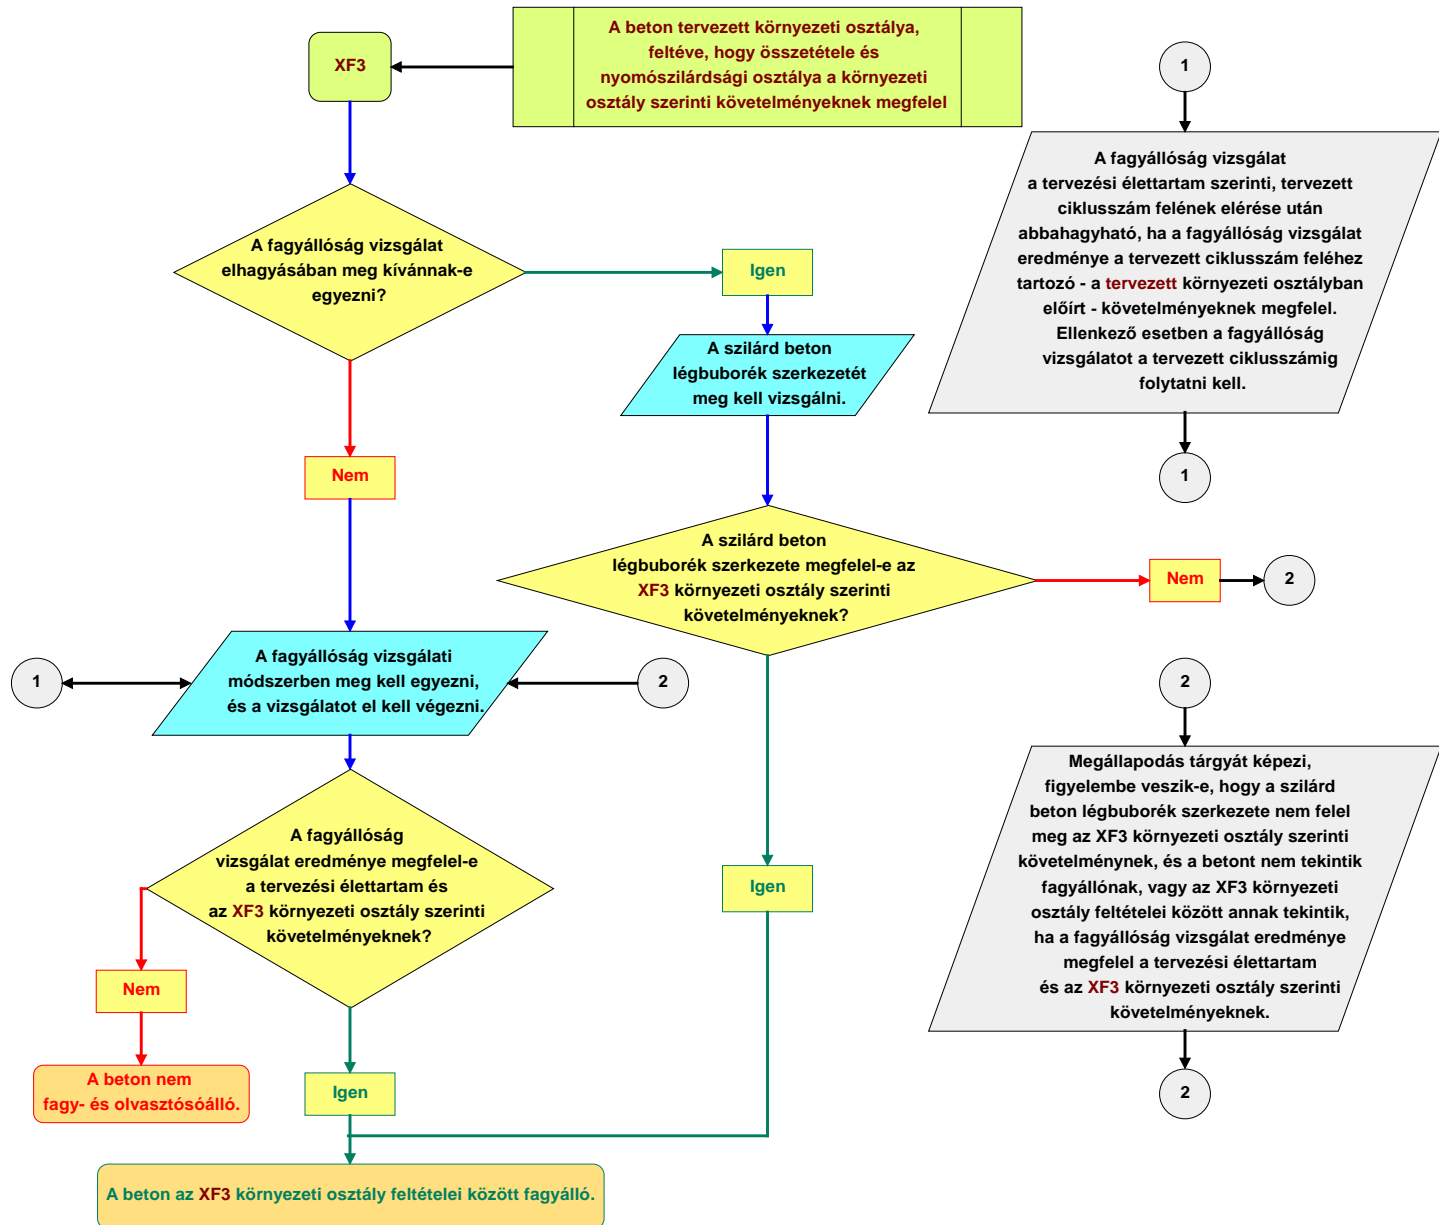 A beton tervezett környezeti osztálya,
feltéve, hogy összetétele és
nyomószilárdsági osztálya a környezeti
osztály szerinti követelményeknek megfelel
XF3
A fagyállóság vizsgálat
elhagyásában meg kívánnak-e
egyezni?
Igen
A szilárd beton
légbuborék szerkezetét
meg kell vizsgálni.
Nem
A szilárd beton
légbuborék szerkezete megfelel-e az
XF3 környezeti osztály szerinti
követelményeknek?
Nem
2
1
A fagyállóság vizsgálati
módszerben meg kell egyezni,
és a vizsgálatot el kell végezni.
2
A fagyállóság
vizsgálat eredménye megfelel-e
a tervezési élettartam és
az XF3 környezeti osztály szerinti
követelményeknek?
Igen
Nem
A beton nem
fagy- és olvasztósóálló.
Igen
A beton az XF3 környezeti osztály feltételei között fagyálló.
1
A fagyállóság vizsgálat
a tervezési élettartam szerinti, tervezett
ciklusszám felének elérése után
abbahagyható, ha a fagyállóság vizsgálat
eredménye a tervezett ciklusszám feléhez
tartozó - a tervezett környezeti osztályban
előírt - követelményeknek megfelel.
Ellenkező esetben a fagyállóság
vizsgálatot a tervezett ciklusszámig
folytatni kell.
1
2
Megállapodás tárgyát képezi,
figyelembe veszik-e, hogy a szilárd
beton légbuborék szerkezete nem felel
meg az XF3 környezeti osztály szerinti
követelménynek, és a betont nem tekintik
fagyállónak, vagy az XF3 környezeti
osztály feltételei között annak tekintik,
ha a fagyállóság vizsgálat eredménye
megfelel a tervezési élettartam
és az XF3 környezeti osztály szerinti
követelményeknek.
2